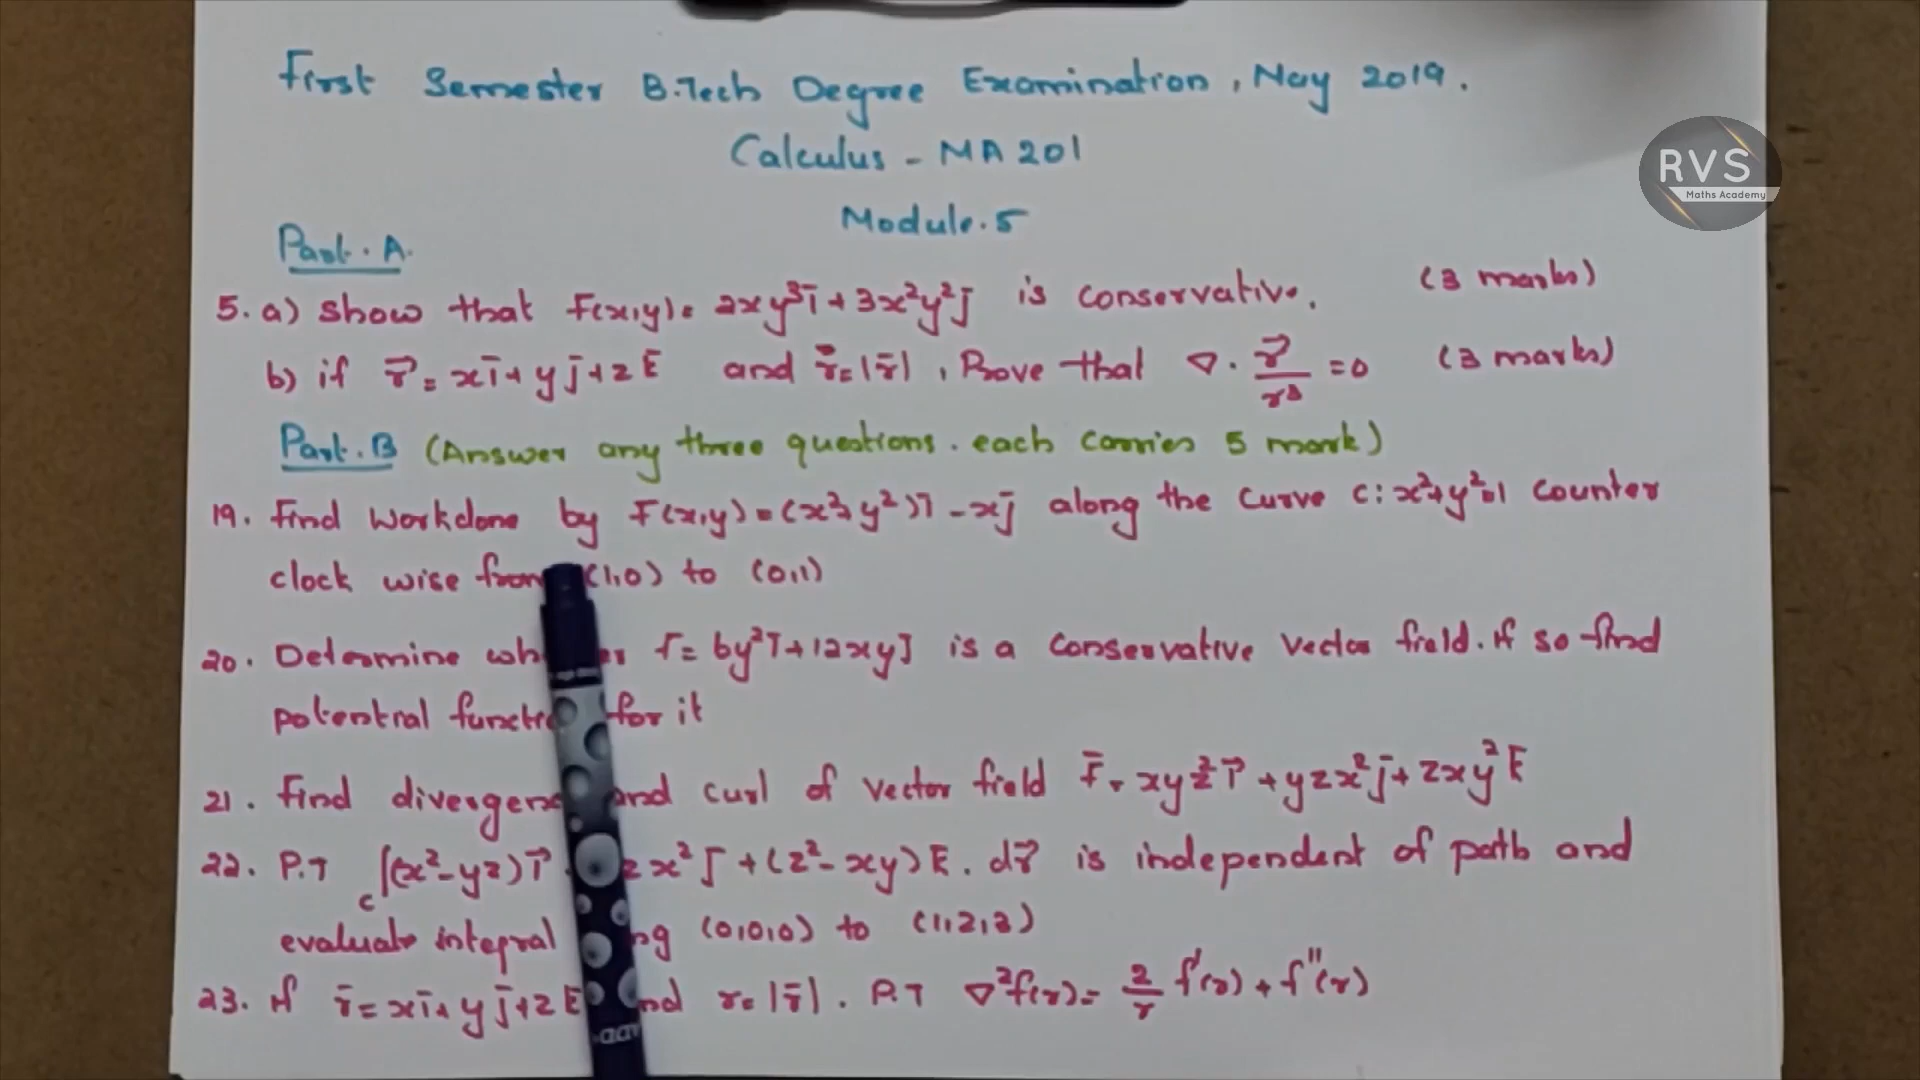 First Semester B.Tech Degree Examination, May 2019.
Calculus - MA 201
RVS
Maths Academy
Module.5
Part.A.
5. a) Show that F(x,y)= 2xy³i̅+3x²y²j̅ is conservative. (3 marks)
b) if r⃗ = xi̅+yj̅+zk̅ and r⃗=|r̅|, Prove that ∇. r⃗/r³ =0 (3 marks)
Part.B (Answer any three questions. each carries 5 mark)
19. Find workdone by F(x,y)=(x²+y²)i̅ -xj̅ along the curve C:x²+y²=1 counter
clock wise from (1,0) to (0,1)
20. Determine F= 6y²i̅+12xyj̅ is a conservative vector field. if so find
potential for it
21. Find and curl of vector field F̅= xyz²i⃗+yzx²j̅+zxy²k̅
22. P.T ∫c(x²-yz)i⃗ zx²j̅+(z²-xy)k̅.dr⃗ is independent of path and
evaluate integral (0,0,0) to (1,2,3)
23. if r̅=xi̅+yj̅+zk̅ and r=|r̅|. P.T ∇²f(r)= 2/r f'(r)+f''(r)